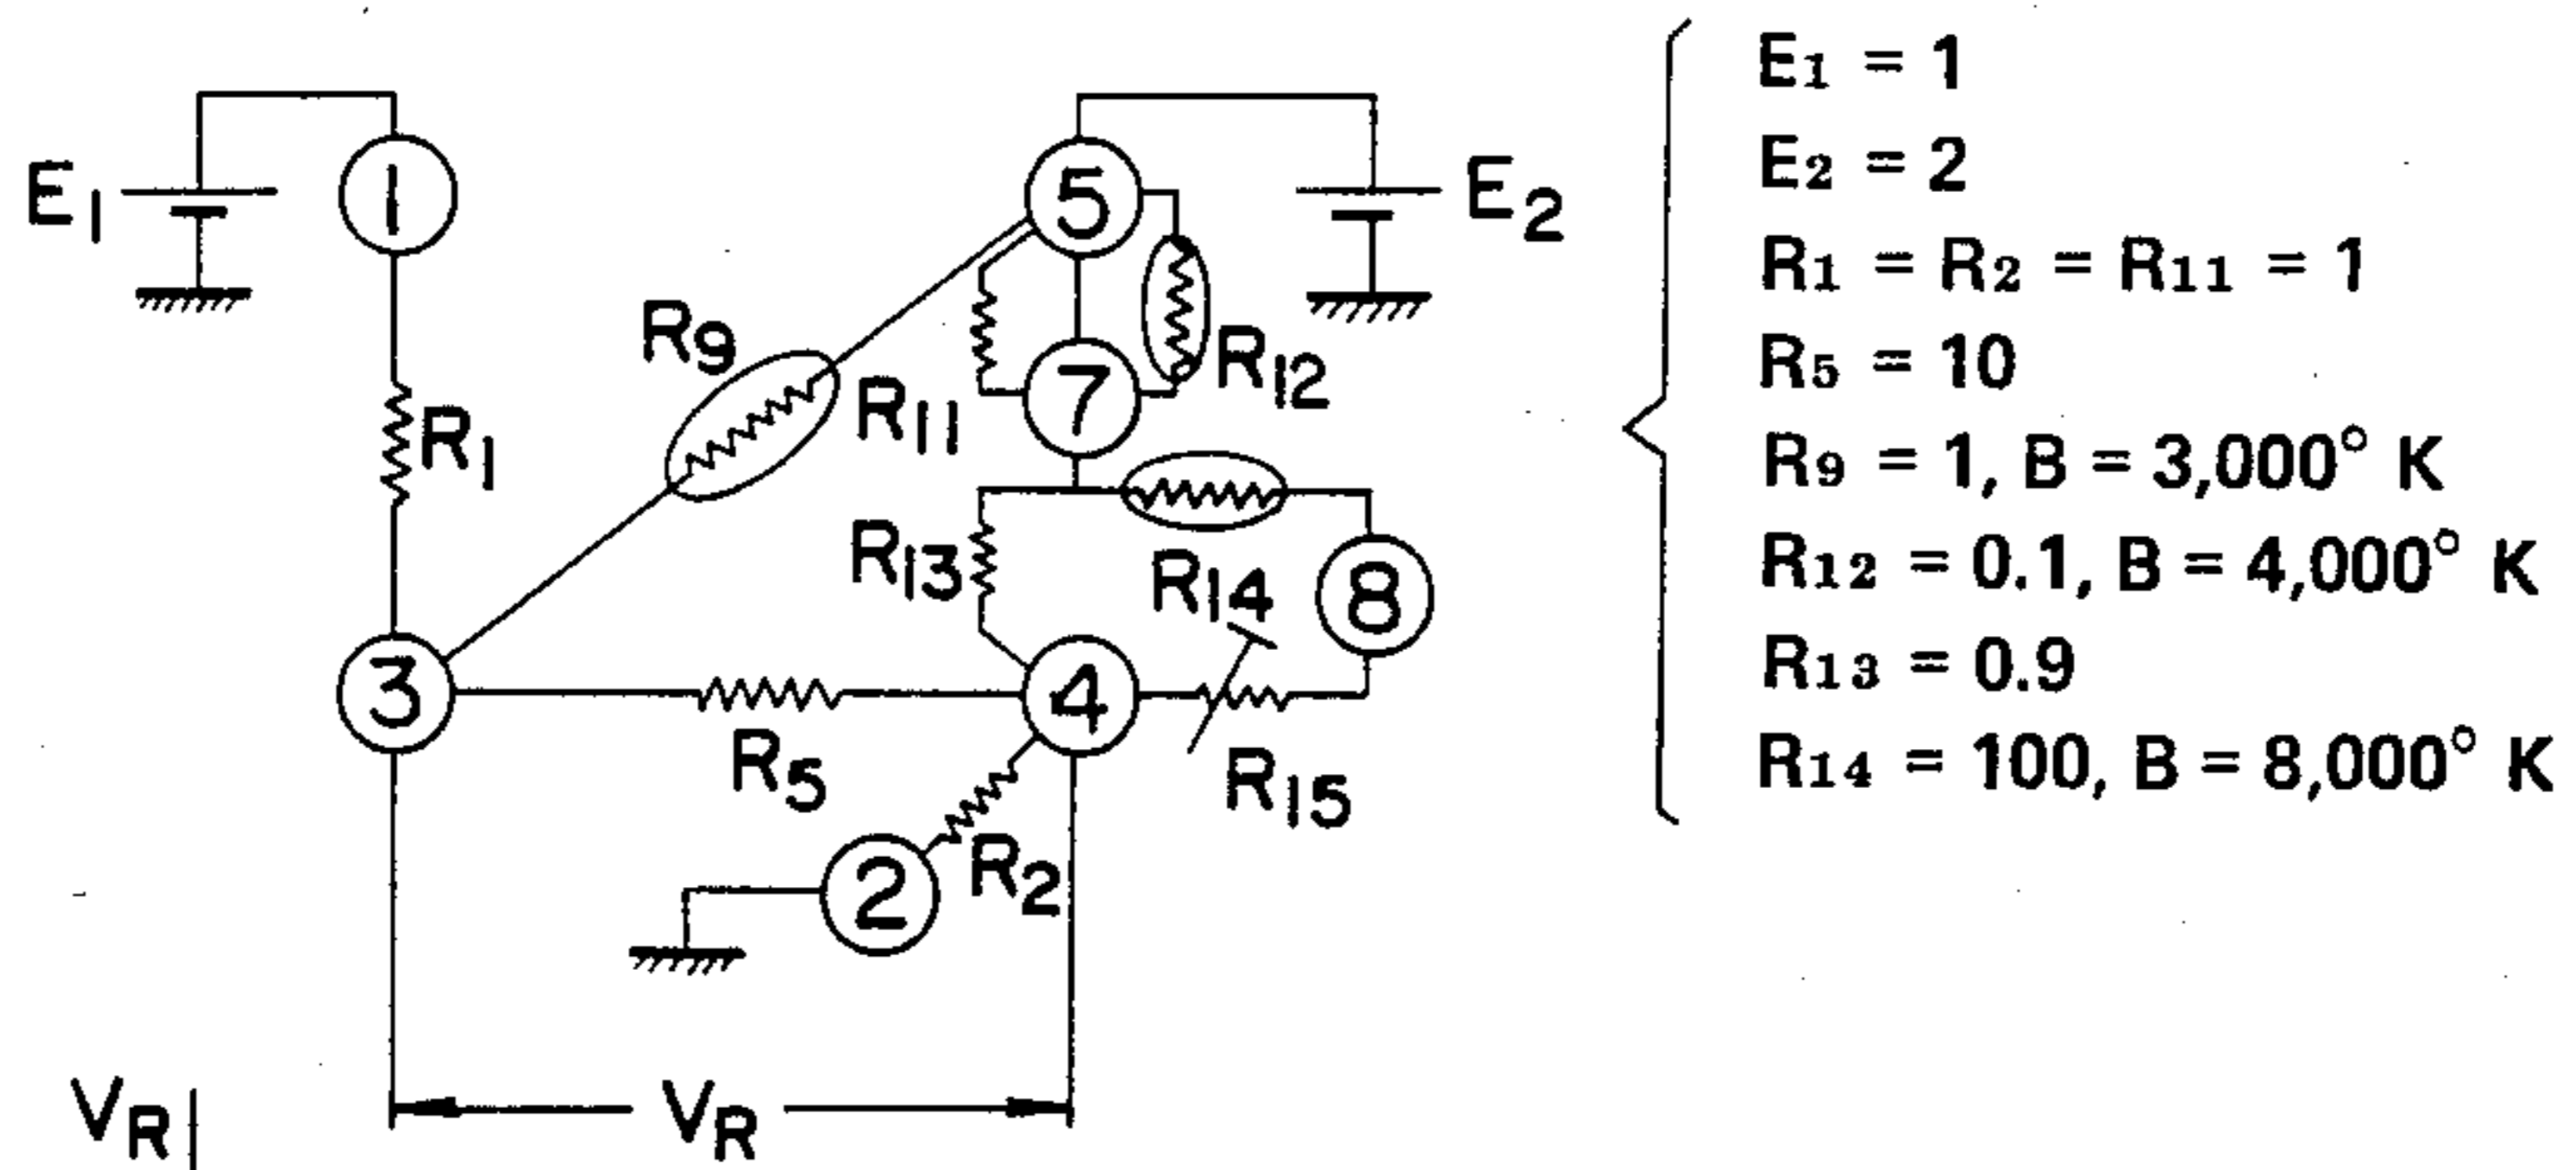 E1
1
R1
3
R9
R11
5
7
R12
E2
R13
R14
8
R5
4
R15
2
R2
VR
VR
E1 = 1
E2 = 2
R1 = R2 = R11 = 1
R5 = 10
R9 = 1, B = 3,000° K
R12 = 0.1, B = 4,000° K
R13 = 0.9
R14 = 100, B = 8,000° K